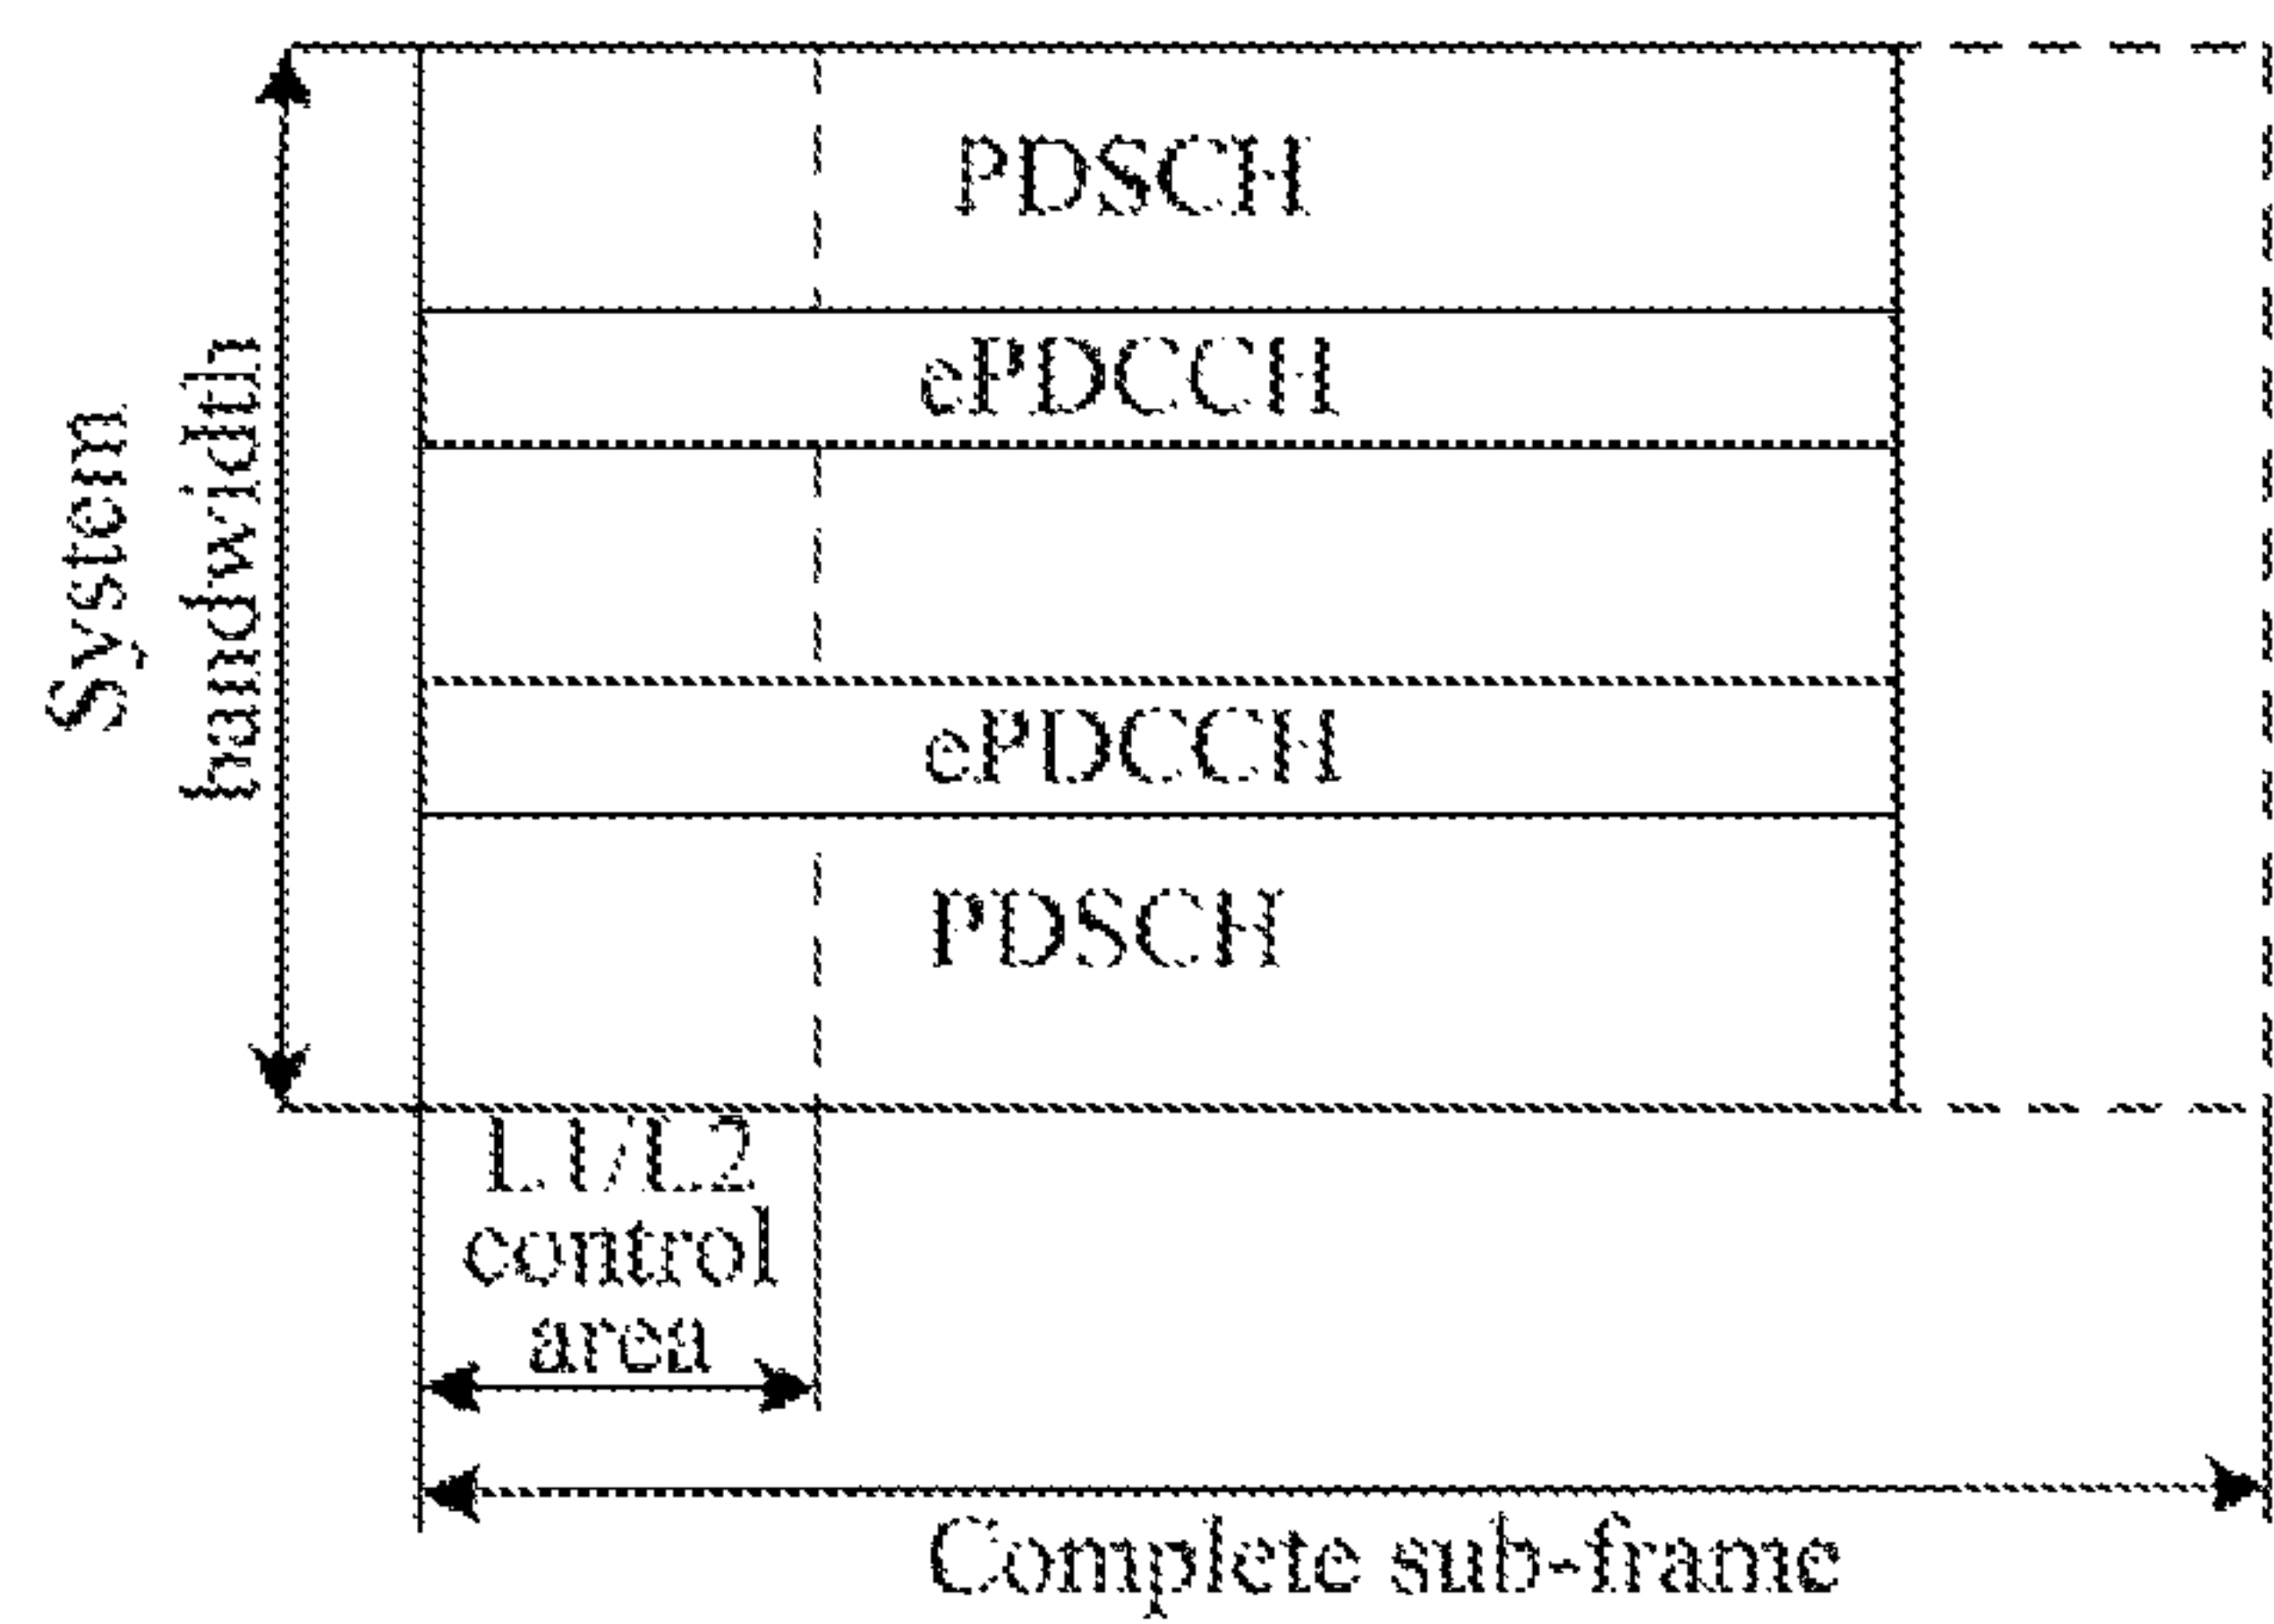 System
bandwidth
PDSCH
ePDCCH
ePDCCH
PDSCH
L1/L2
control
area
Complete sub-frame